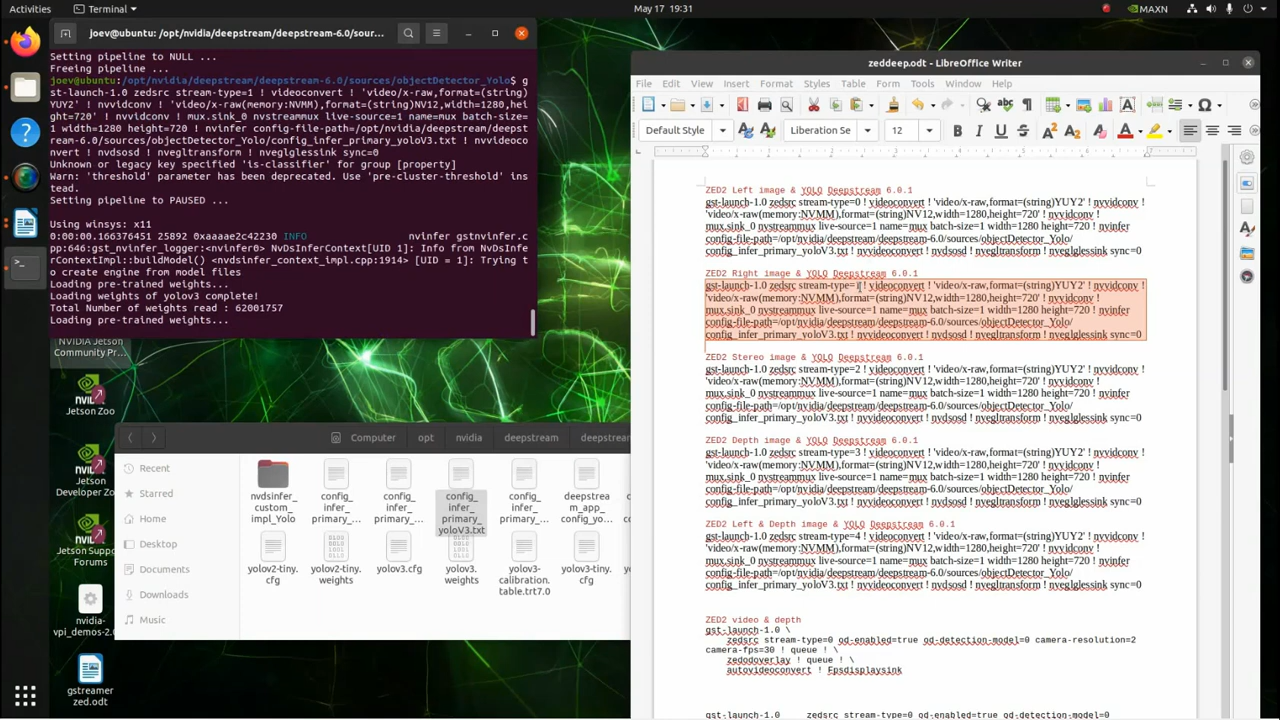 Activities
Terminal
May 17 19:31
MAXN
joev@ubuntu: /opt/nvidia/deepstream/deepstream-6.0/sour...
Setting pipeline to NULL ...
Freeing pipeline ...
joev@ubuntu:/opt/nvidia/deepstream/deepstream-6.0/sources/objectDetector_Yolo$ g
st-launch-1.0 zedsrc stream-type=1 ! videoconvert ! 'video/x-raw,format=(string)
YUY2' ! nvvidconv ! 'video/x-raw(memory:NVMM),format=(string)NV12,width=1280,hei
ght=720' ! nvvidconv ! mux.sink_0 nvstreammux live-source=1 name=mux batch-size=
1 width=1280 height=720 ! nvinfer config-file-path=/opt/nvidia/deepstream/deepst
ream-6.0/sources/objectDetector_Yolo/config_infer_primary_yoloV3.txt ! nvvideoco
nvert ! nvdsosd ! nvegltransform ! nveglglessink sync=0
Unknown or legacy key specified 'is-classifier' for group [property]
Warn: 'threshold' parameter has been deprecated. Use 'pre-cluster-threshold' ins
tead.
Setting pipeline to PAUSED ...
Using winsys: x11
0:00:00.166376451 25892 0xaaaae2c42230 INFO nvinfer gstnvinfer.c
pp:646:gst_nvinfer_logger:<nvinfer0> NvDsInferContext[UID 1]: Info from NvDsInfe
rContextImpl::buildModel() <nvdsinfer_context_impl.cpp:1914> [UID = 1]: Trying t
o create engine from model files
Loading pre-trained weights...
Loading weights of yolov3 complete!
Total Number of weights read : 62001757
Loading pre-trained weights...
NVIDIA Jetson
Community Pr...
Jetson Zoo
Jetson
Developer Zo
Jetson Suppo
Forums
nvidia-
vpi_demos-2.0
gstreamer
zed.odt
Computer
opt
nvidia
deepstream
deepstream
Recent
Starred
Home
Desktop
Documents
Downloads
Music
nvdsinfer_
custom_
impl_Yolo
config_
infer_
primary_...
config_
infer_
primary_...
config_
infer_
primary_
yoloV3.txt
config_
infer_
primary_...
deepstrea
m_app_
config_yo...
yolov2-tiny.
cfg
yolov2-tiny.
weights
yolov3.cfg
yolov3.
weights
yolov3-
calibration.
table.trt7.0
yolov3-tiny.
cfg
zeddeep.odt - LibreOffice Writer
File Edit View Insert Format Styles Table Form Tools Window Help
Default Style
Liberation Se
12
ZED2 Left image & YOLO Deepstream 6.0.1
gst-launch-1.0 zedsrc stream-type=0 ! videoconvert ! 'video/x-raw,format=(string)YUY2' ! nvvidconv !
'video/x-raw(memory:NVMM),format=(string)NV12,width=1280,height=720' ! nvvidconv !
mux.sink_0 nvstreammux live-source=1 name=mux batch-size=1 width=1280 height=720 ! nvinfer
config-file-path=/opt/nvidia/deepstream/deepstream-6.0/sources/objectDetector_Yolo/
config_infer_primary_yoloV3.txt ! nvvideoconvert ! nvdsosd ! nvegltransform ! nveglglessink sync=0
ZED2 Right image & YOLO Deepstream 6.0.1
gst-launch-1.0 zedsrc stream-type=1 ! videoconvert ! 'video/x-raw,format=(string)YUY2' ! nvvidconv !
'video/x-raw(memory:NVMM),format=(string)NV12,width=1280,height=720' ! nvvidconv !
mux.sink_0 nvstreammux live-source=1 name=mux batch-size=1 width=1280 height=720 ! nvinfer
config-file-path=/opt/nvidia/deepstream/deepstream-6.0/sources/objectDetector_Yolo/
config_infer_primary_yoloV3.txt ! nvvideoconvert ! nvdsosd ! nvegltransform ! nveglglessink sync=0
ZED2 Stereo image & YOLO Deepstream 6.0.1
gst-launch-1.0 zedsrc stream-type=2 ! videoconvert ! 'video/x-raw,format=(string)YUY2' ! nvvidconv !
'video/x-raw(memory:NVMM),format=(string)NV12,width=1280,height=720' ! nvvidconv !
mux.sink_0 nvstreammux live-source=1 name=mux batch-size=1 width=1280 height=720 ! nvinfer
config-file-path=/opt/nvidia/deepstream/deepstream-6.0/sources/objectDetector_Yolo/
config_infer_primary_yoloV3.txt ! nvvideoconvert ! nvdsosd ! nvegltransform ! nveglglessink sync=0
ZED2 Depth image & YOLO Deepstream 6.0.1
gst-launch-1.0 zedsrc stream-type=3 ! videoconvert ! 'video/x-raw,format=(string)YUY2' ! nvvidconv !
'video/x-raw(memory:NVMM),format=(string)NV12,width=1280,height=720' ! nvvidconv !
mux.sink_0 nvstreammux live-source=1 name=mux batch-size=1 width=1280 height=720 ! nvinfer
config-file-path=/opt/nvidia/deepstream/deepstream-6.0/sources/objectDetector_Yolo/
config_infer_primary_yoloV3.txt ! nvvideoconvert ! nvdsosd ! nvegltransform ! nveglglessink sync=0
ZED2 Left & Depth image & YOLO Deepstream 6.0.1
gst-launch-1.0 zedsrc stream-type=4 ! videoconvert ! 'video/x-raw,format=(string)YUY2' ! nvvidconv !
'video/x-raw(memory:NVMM),format=(string)NV12,width=1280,height=720' ! nvvidconv !
mux.sink_0 nvstreammux live-source=1 name=mux batch-size=1 width=1280 height=720 ! nvinfer
config-file-path=/opt/nvidia/deepstream/deepstream-6.0/sources/objectDetector_Yolo/
config_infer_primary_yoloV3.txt ! nvvideoconvert ! nvdsosd ! nvegltransform ! nveglglessink sync=0
ZED2 video & depth
gst-launch-1.0 \
zedsrc stream-type=0 od-enabled=true od-detection-model=0 camera-resolution=2
camera-fps=30 ! queue ! \
zedodoverlay ! queue ! \
autovideoconvert ! Fpsdisplaysink
gst-launch-1.0 zedsrc stream-type=0 od-enabled=true od-detection-model=0